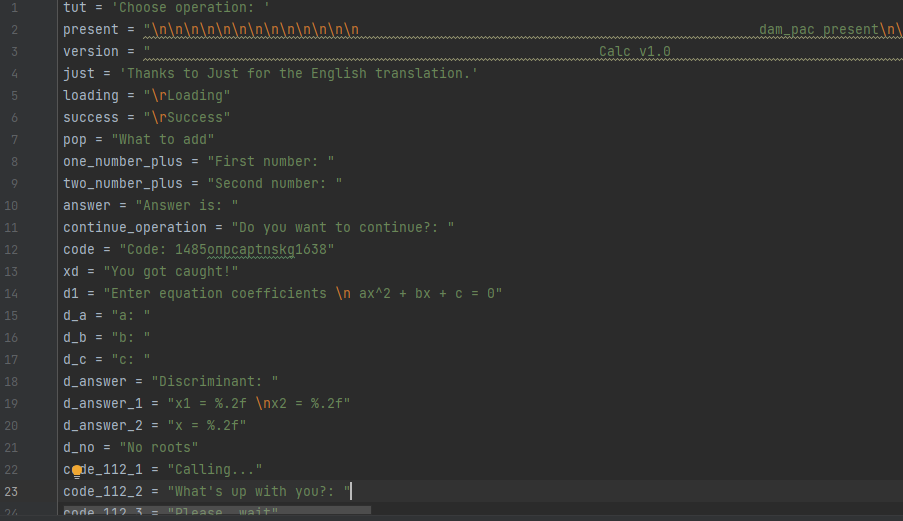 1 tut = 'Choose operation: '
2 present = "\n\n\n\n\n\n\n\n\n\n\n\n\n dam_pac present\n\
3 version = " Calc v1.0
4 just = 'Thanks to Just for the English translation.'
5 loading = "\rLoading"
6 success = "\rSuccess"
7 pop = "What to add"
8 one_number_plus = "First number: "
9 two_number_plus = "Second number: "
10 answer = "Answer is: "
11 continue_operation = "Do you want to continue?: "
12 code = "Code: 1485опрсартnskg1638"
13 xd = "You got caught!"
14 d1 = "Enter equation coefficients \n ax^2 + bx + c = 0"
15 d_a = "a: "
16 d_b = "b: "
17 d_c = "c: "
18 d_answer = "Discriminant: "
19 d_answer_1 = "x1 = %.2f \nx2 = %.2f"
20 d_answer_2 = "x = %.2f"
21 d_no = "No roots"
22 code_112_1 = "Calling..."
23 code_112_2 = "What's up with you?: "
24 code_112_3 = "Please, wait"